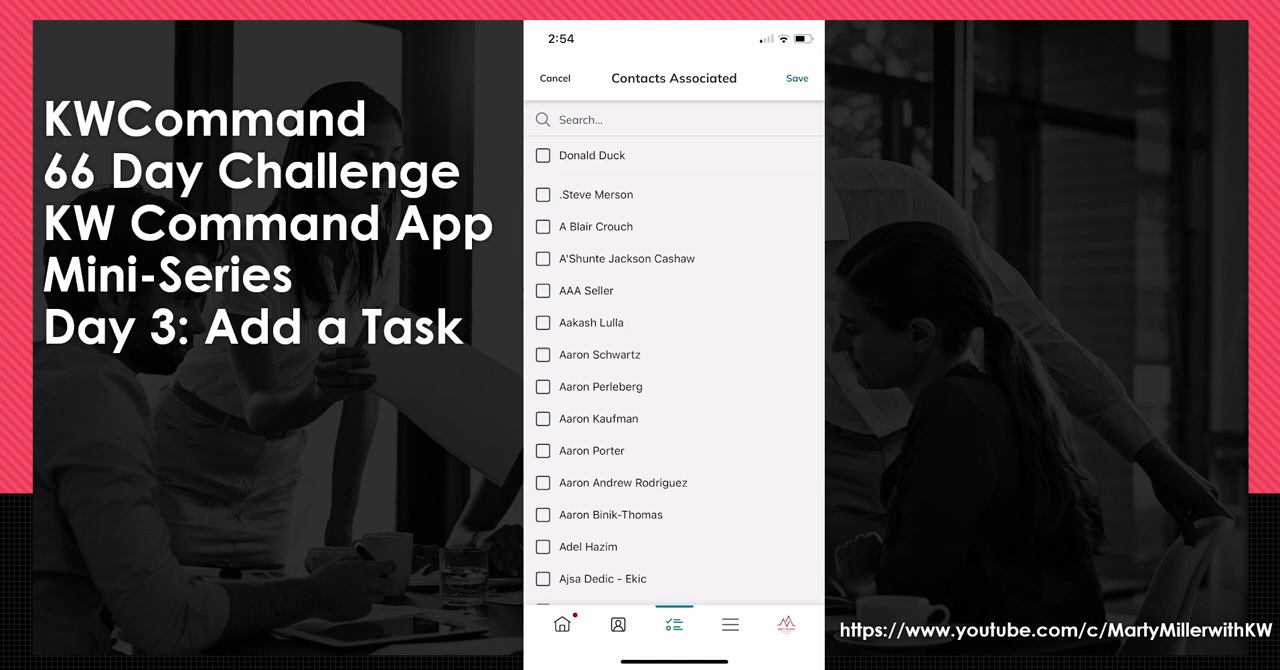 KWCommand
66 Day Challenge
KW Command App
Mini-Series
Day 3: Add a Task
2:54
Cancel Contacts Associated Save
Search...
Donald Duck
.Steve Merson
A Blair Crouch
A'Shunte Jackson Cashaw
AAA Seller
Aakash Lulla
Aaron Schwartz
Aaron Perleberg
Aaron Kaufman
Aaron Porter
Aaron Andrew Rodriguez
Aaron Binik-Thomas
Adel Hazim
Ajsa Dedic - Ekic
https://www.youtube.com/c/MartyMillerwithKW